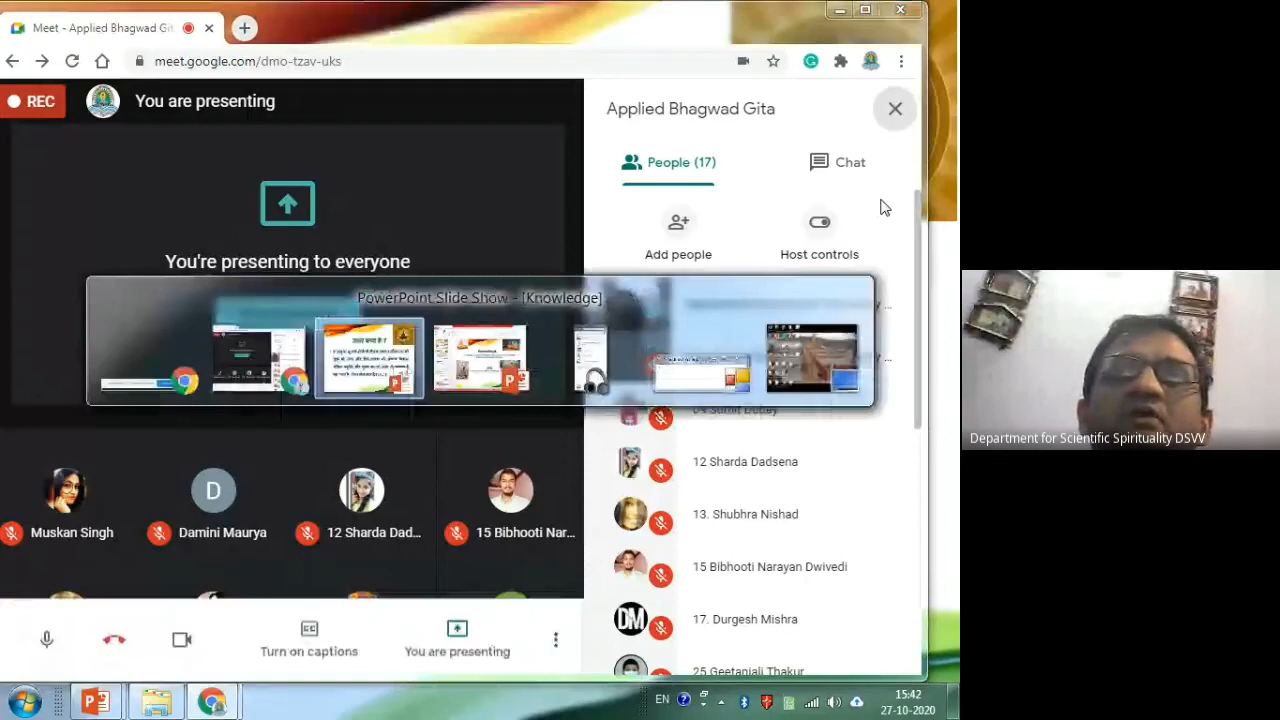 Meet - Applied Bhagwad Git
meet.google.com/dmo-tzav-uks
REC
You are presenting
Applied Bhagwad Gita
People (17)
Chat
Add people
Host controls
You're presenting to everyone
PowerPoint Slide Show - [Knowledge]
12 Sharda Dadsena
13. Shubhra Nishad
15 Bibhooti Narayan Dwivedi
DM
17. Durgesh Mishra
25 Geetanjali Thakur
D
Muskan Singh
Damini Maurya
12 Sharda Dad...
15 Bibhooti Nar...
CC
Turn on captions
You are presenting
EN
15:42
27-10-2020
Department for Scientific Spirituality DSVV